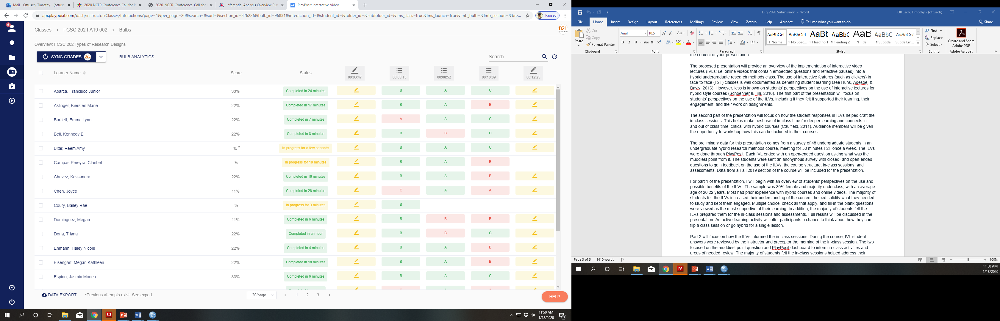 Mail - Ottusch, Timothy - (ottusc
2020 NCFR Conference Call for P
2020-NCFR-Conference-Call-for-
Inferential Analysis Overview PLV
PlayPosit Interactive Video
api.playposit.com/dash/instructor/Classes/Interactions?page=1&per_page=20&search=&sort=&section_id=826226&bulb_id=96831&interaction_id=&student_id=&folder_id=&subfolder_id=&lms_class=true&lms_launch=true&lmb_bulb=&lmb_section=&bre...
Paused
6
Classes > FCSC 202 FA19 002 > Bulbs
D2L
Overview: FCSC 202 Types of Research Designs
SYNC GRADES D2L
BULB ANALYTICS
Search
Learner Name Score Status 00:03:47 00:05:13 00:08:52 00:10:09 00:12:25
Abarca, Francisco Junior 33% Completed in 24 minutes B A C
Aslinger, Kiersten Marie 22% Completed in 17 minutes B A B
Bartlett, Emma Lynn 22% Completed in 7 minutes A A C
Bell, Kennedy E 22% Completed in 8 minutes B B C
Bitar, Reem Amy -% * In progress for a few seconds B A C
Campas-Pereyra, Claribel -% In progress for 19 minutes B A B -
Chavez, Kassandra 22% Completed in 16 minutes B A B
Chen, Joyce 11% Completed in 28 minutes C A A
Coury, Bailey Rae -% In progress for 3 minutes B - - -
Dominguez, Megan 11% Completed in 6 minutes B B B
Doria, Triana 22% Completed in an hour B B C
Ehmann, Haley Nicole 22% Completed in 4 minutes B A B
Eisengart, Megan Kathleen 22% Completed in 18 minutes B A B
Espino, Jasmin Monea 33% Completed in 6 minutes B A C
DATA EXPORT *Previous attempts exist. See export. 20/page < 1 2 3 >
HELP
11:50 AM
1/18/2020
3
Lilly 2020 Submission - Word
Ottusch, Timothy - (ottusch)
File Home Insert Design Layout References Mailings Review View Zotero Help Acrobat Tell me what you want to do Share
Paste
Cut
Copy
Format Painter
Clipboard
Arial 10.5
Font
Paragraph
¶ Normal ¶ No Spac... ¶ Heading 1 ¶ Heading 2 ¶ Title ¶ Subtitle Subtle Em...
Styles
Find
Replace
Select
Editing
Create and Share
Adobe PDF
Adobe Acrobat
the content of your presentation.
The proposed presentation will provide an overview of the implementation of interactive video
lectures (IVLs; i.e. online videos that contain embedded questions and reflective pauses) into a
hybrid undergraduate research methods class. The use of interactive features (such as clickers) in
face-to-face (F2F) classes is well documented as benefiting student learning (see Huns, Adesoe, &
Bayly, 2016). However, less is known on students' perspectives on the use of interactive lectures for
hybrid style courses (Schoenner & Tiili, 2016). The first part of the presentation will focus on
students' perspectives on the use of the ILVs, including if they felt it supported their learning, their
engagement, and their work on assignments.
The second part of the presentation will focus on how the student responses in ILVs helped craft the
in-class sessions. This helps make best use of in-class time for deeper learning and connects in-
and out of class time, critical with hybrid courses (Caulfield, 2011). Audience members will be given
the opportunity to workshop how this can be included in their courses.
The preliminary data for this presentation comes from a survey of 48 undergraduate students in an
undergraduate hybrid research methods course, meeting for 50 minutes F2F once a week. The ILVs
were done through PlayPosit. Each IVL ended with an open-ended question asking what was the
muddiest point from it. The students were sent an anonymous survey with closed- and open-ended
questions to gain feedback on the use of the ILVs, the course structure, in-class sessions, and
assessments. Data from a Fall 2019 section of the course will be included for the presentation.
For part 1 of the presentation, I will begin with an overview of students' perspectives on the use and
possible benefits of the ILVs. The sample was 80% female and majority underclass, with an average
age of 20.22 years. Most had prior experience with hybrid courses and online videos. The majority of
students felt the ILVs increased their understanding of the content, helped solidify what they needed
to study and kept them engaged. Multiple choice, check all that apply, and fill-in the blank questions
were viewed as the most supportive of their learning. In addition, the majority of students felt the
ILVs prepared them for the in-class sessions and assessments. Full results will be discussed in the
presentation. An active learning activity will offer participants a chance to think about how they can
flip a class session or go hybrid for a single lesson.
Part 2 will focus on how the ILVs informed the in-class sessions. During the course, IVL student
answers were reviewed by the instructor and preceptor the morning of the in-class session. The two
focused on the muddiest point question and PlayPosit dashboard to inform in-class activities and
areas of needed review. The majority of students felt the in-class sessions helped address their
Page 3 of 5 1410 words 100%
11:50 AM
1/18/2020